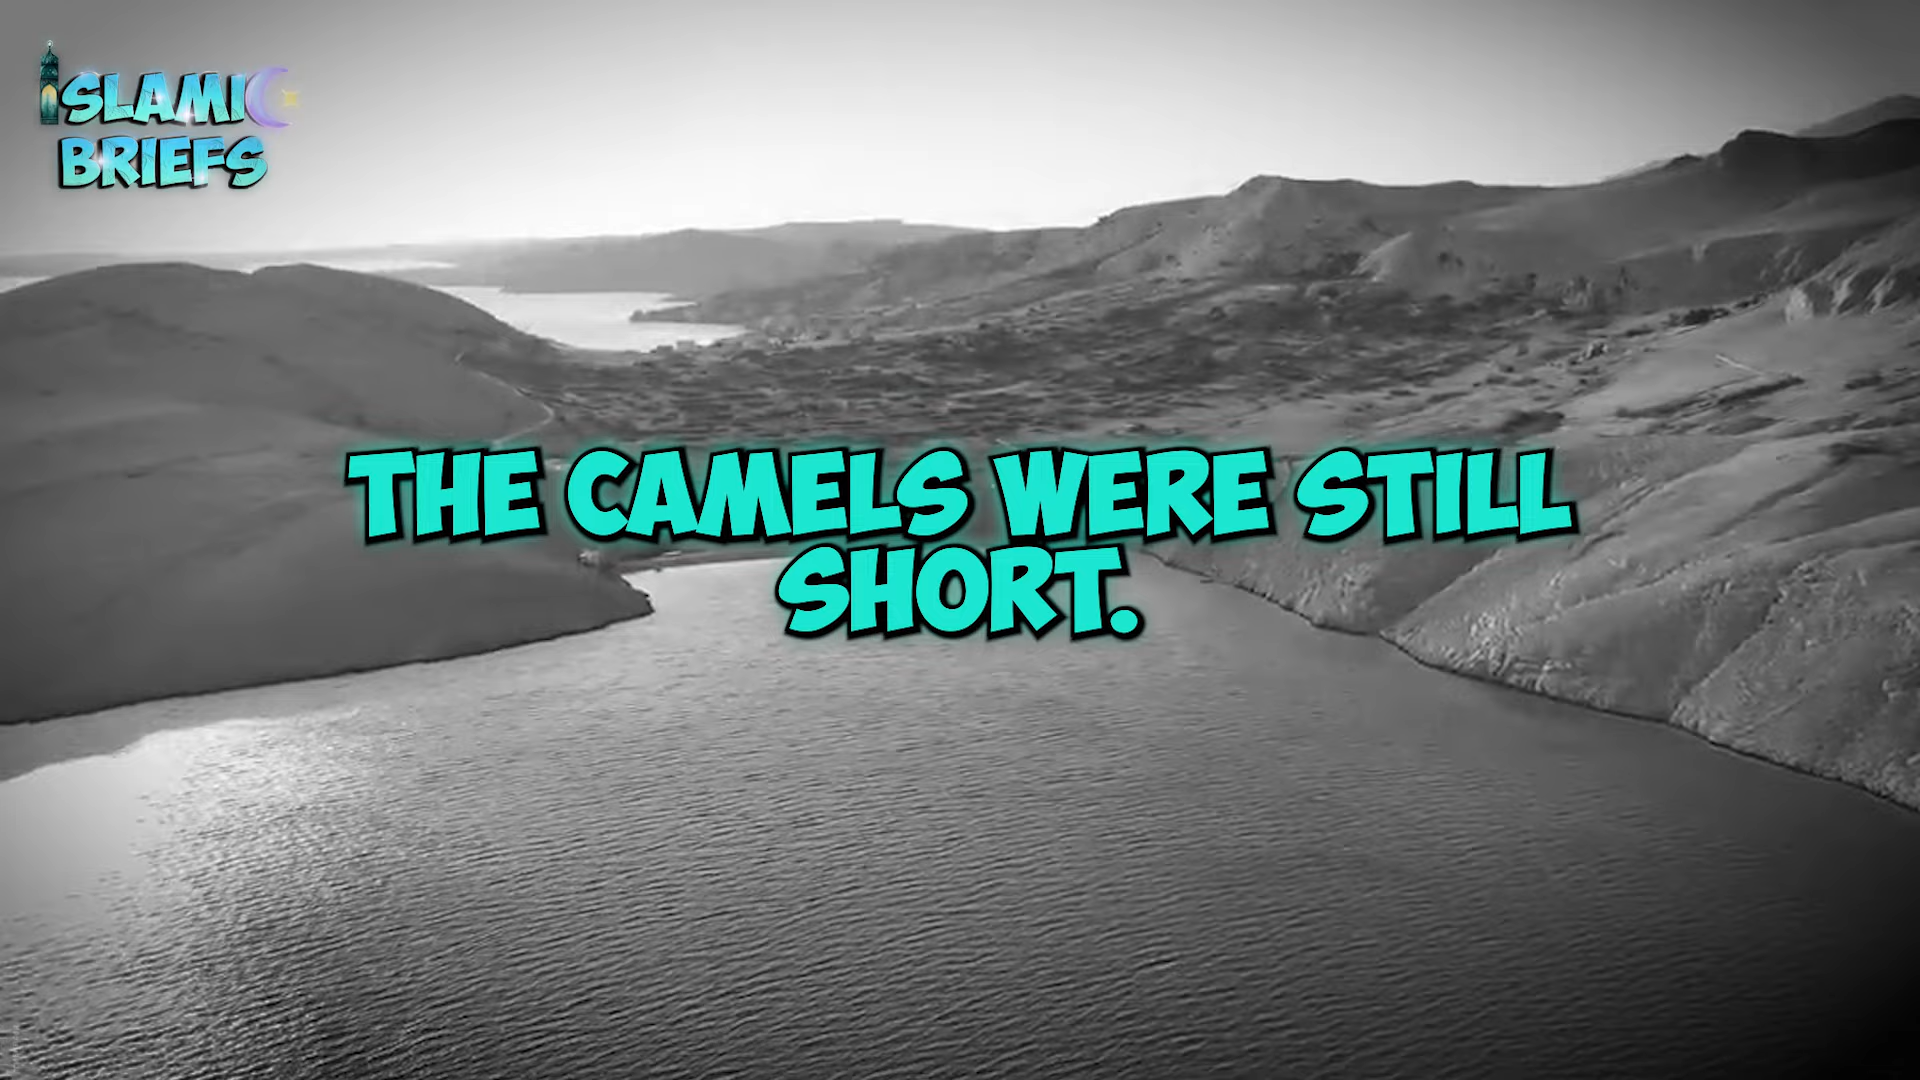 ISLAMIC
BRIEFS
THE CAMELS WERE STILL
SHORT.